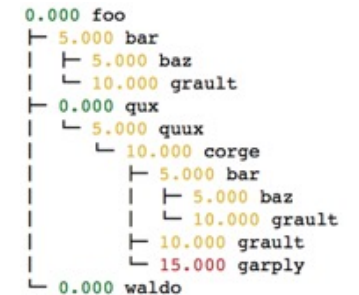 0.000 foo
├─ 5.000 bar
│  ├─ 5.000 baz
│  └─ 10.000 grault
├─ 0.000 qux
│  └─ 5.000 quux
│     └─ 10.000 corge
│        ├─ 5.000 bar
│        │  ├─ 5.000 baz
│        │  └─ 10.000 grault
│        ├─ 10.000 grault
│        └─ 15.000 garply
└─ 0.000 waldo